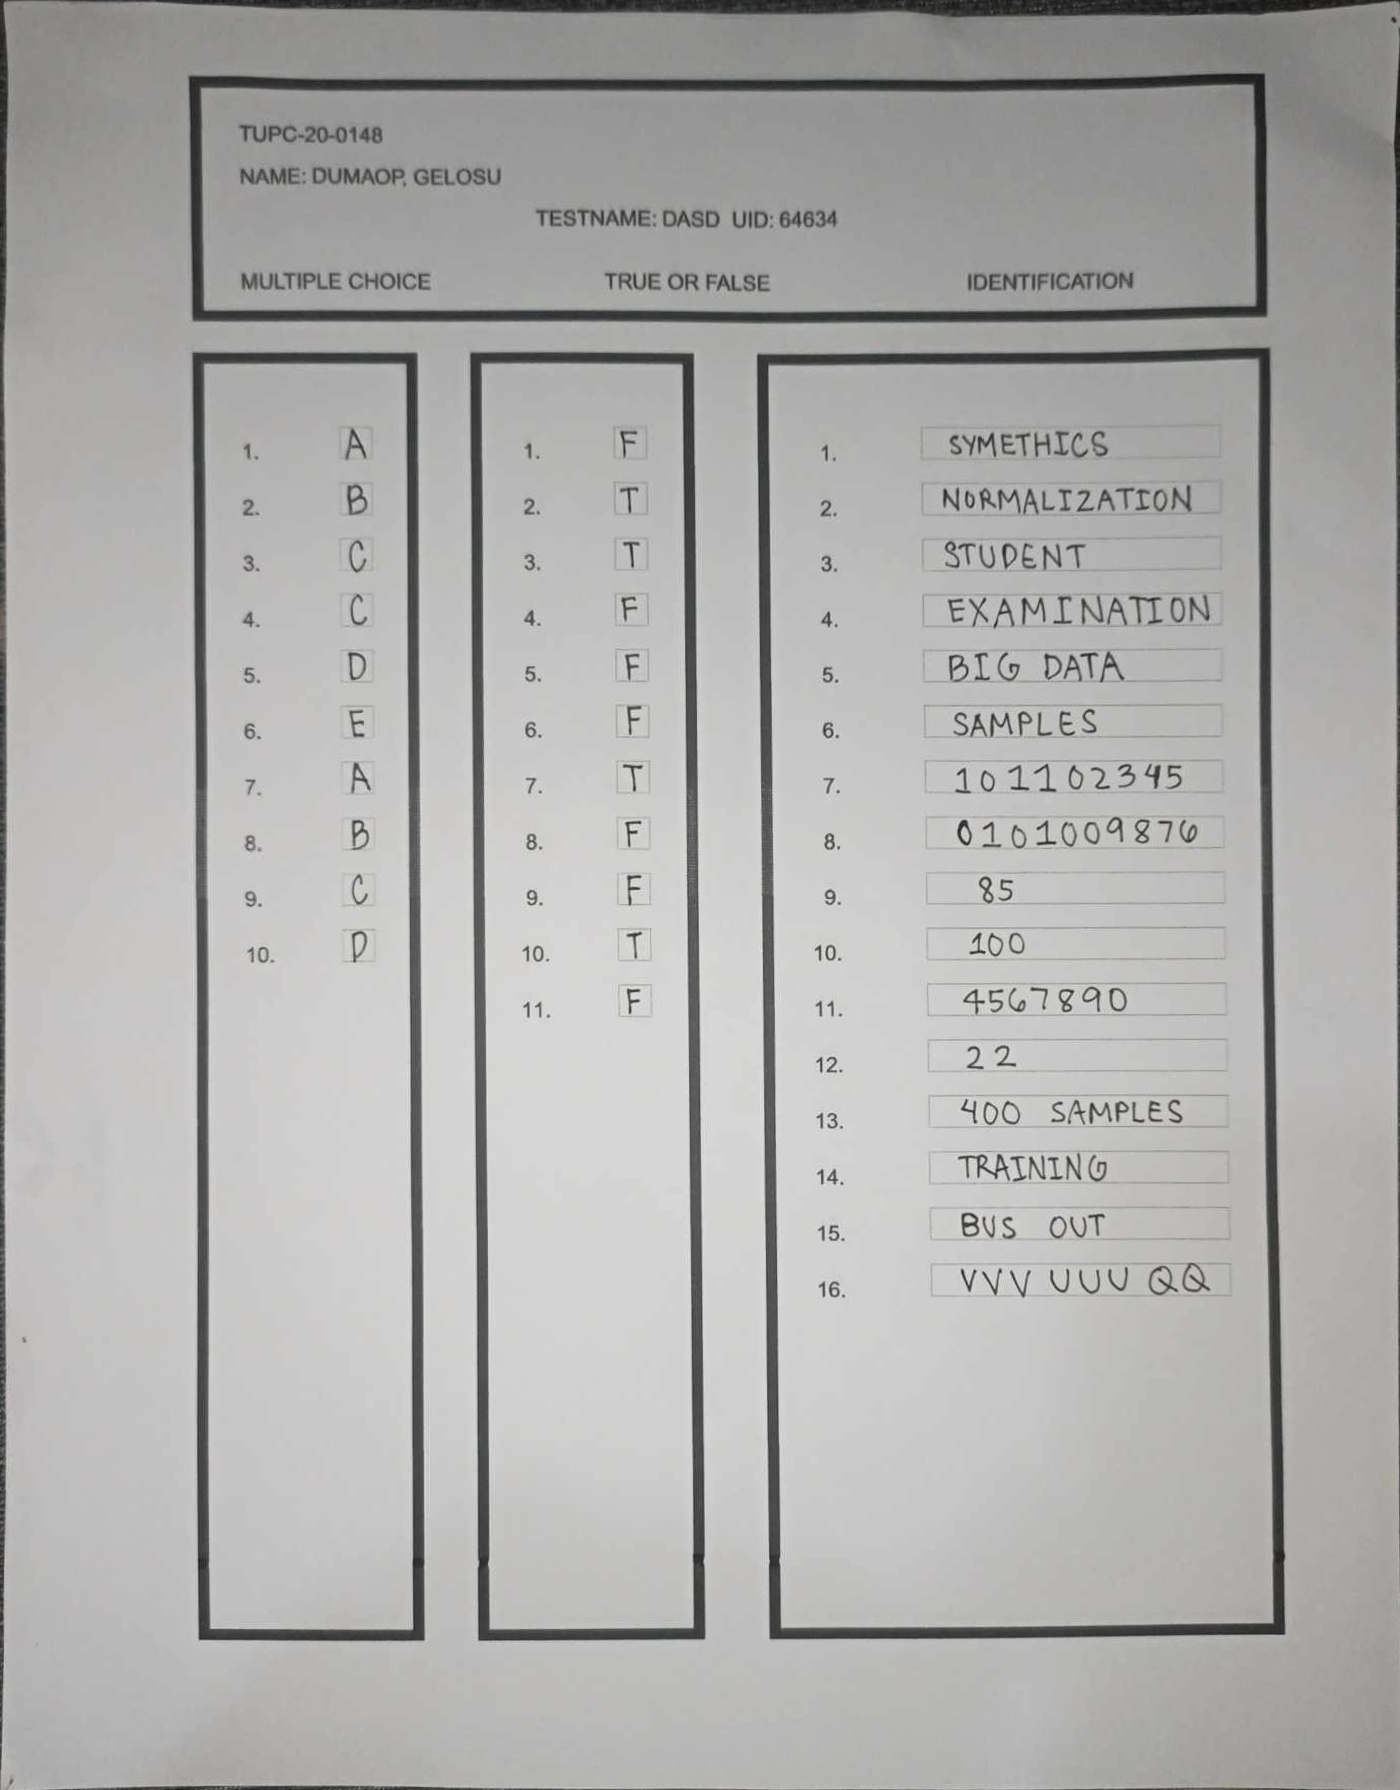 TUPC-20-0148
NAME: DUMAOP, GELOSU
TESTNAME: DASD UID: 64634
MULTIPLE CHOICE TRUE OR FALSE IDENTIFICATION
1. A
2. B
3. C
4. C
5. D
6. E
7. A
8. B
9. C
10. D
1. F
2. T
3. T
4. F
5. F
6. F
7. T
8. F
9. F
10. T
11. F
1. SYMETHICS
2. NORMALIZATION
3. STUDENT
4. EXAMINATION
5. BIG DATA
6. SAMPLES
7. 101102345
8. 0101009876
9. 85
10. 100
11. 4567890
12. 22
13. 400 SAMPLES
14. TRAINING
15. BUS OUT
16. VVV UUU QQ